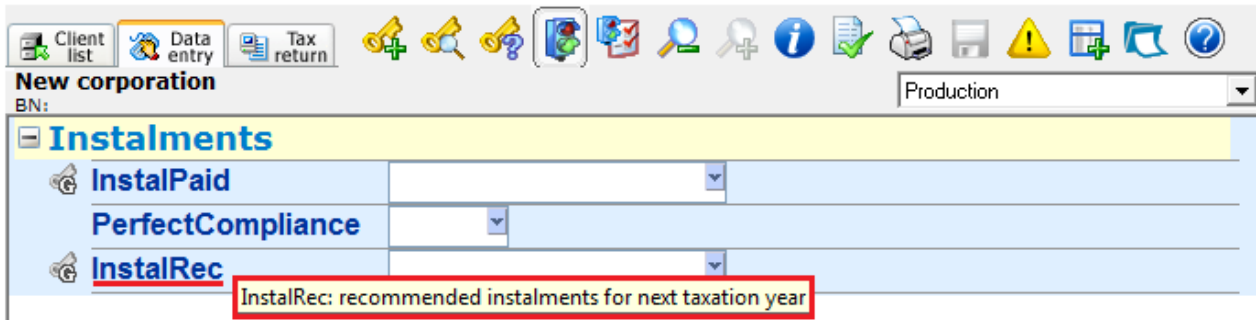 Client list
Data entry
Tax return
New corporation
Production
BN:
Instalments
InstalPaid
PerfectCompliance
InstalRec
InstalRec: recommended instalments for next taxation year